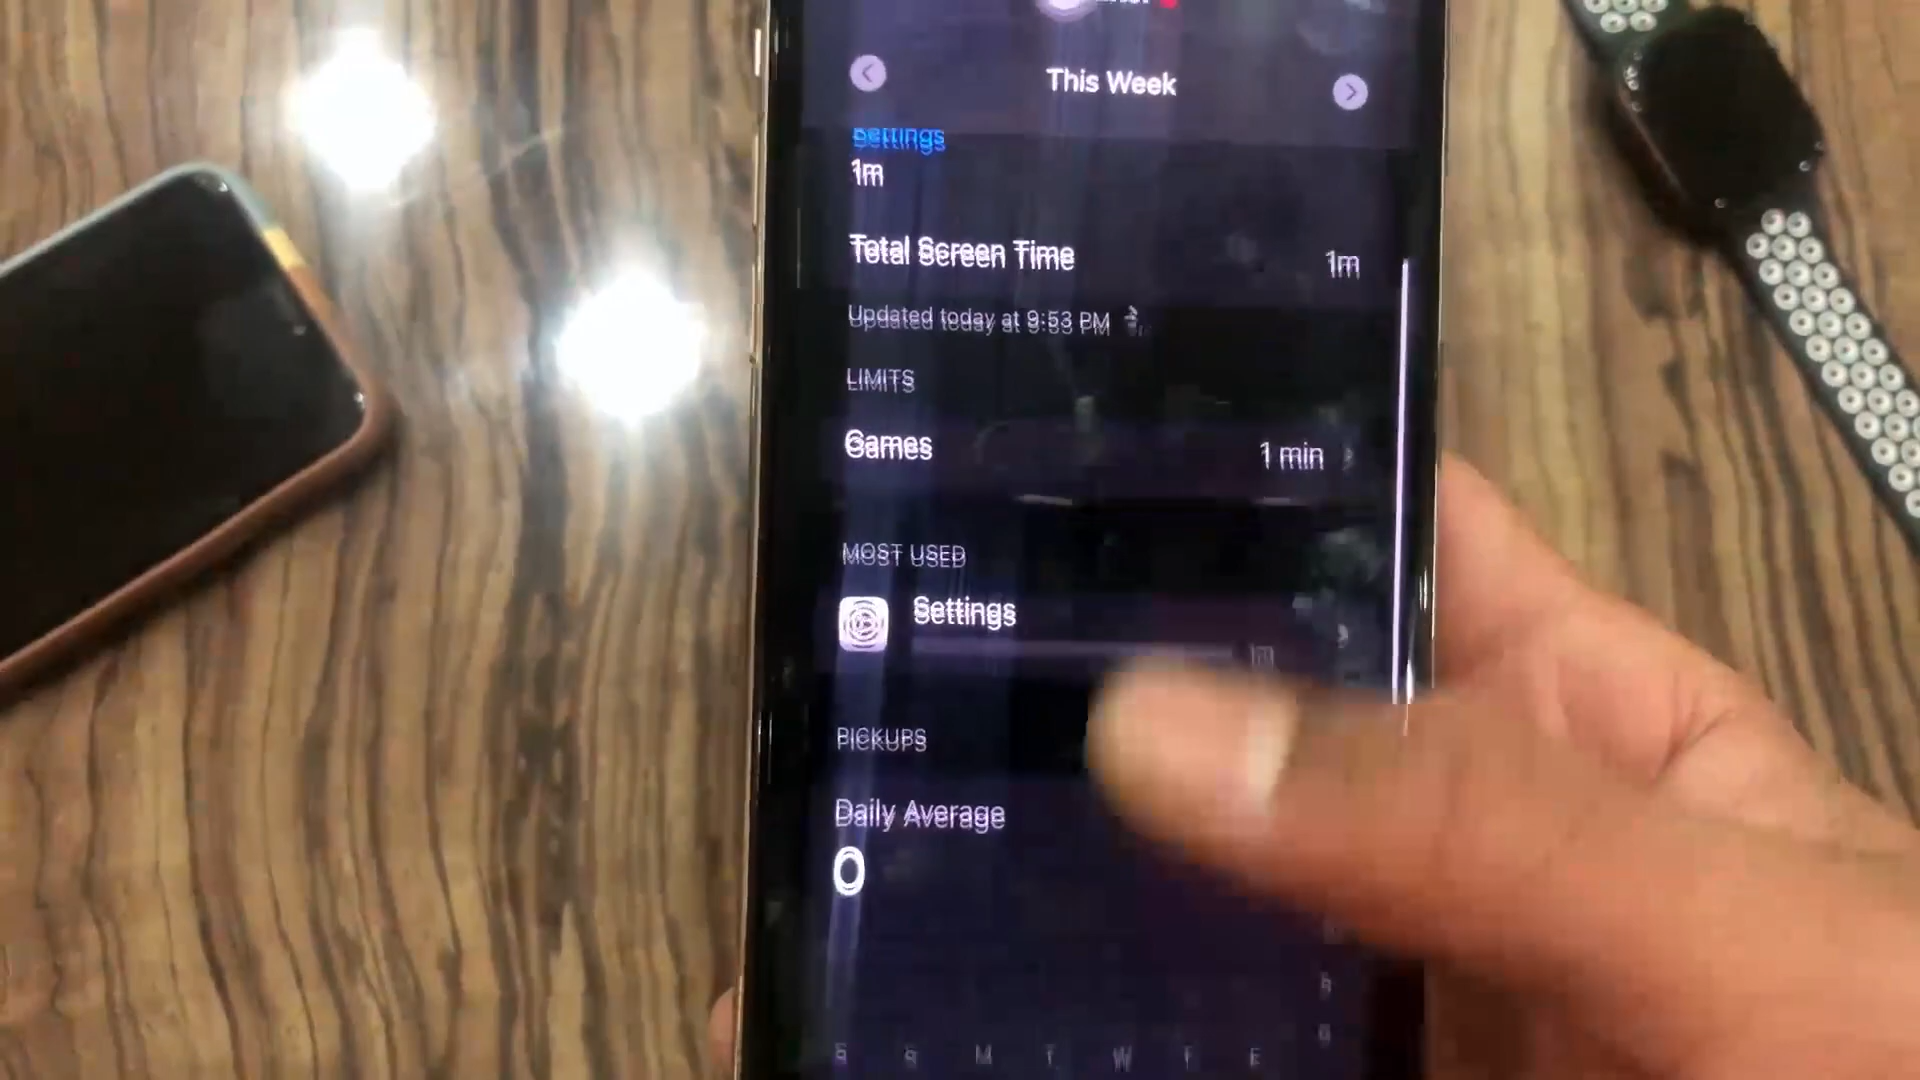 This Week
Settings
1m
Total Screen Time
1m
Updated today at 9:53 PM
LIMITS
Games
1 min
MOST USED
Settings
1m
PICKUPS
Daily Average
0
M T W